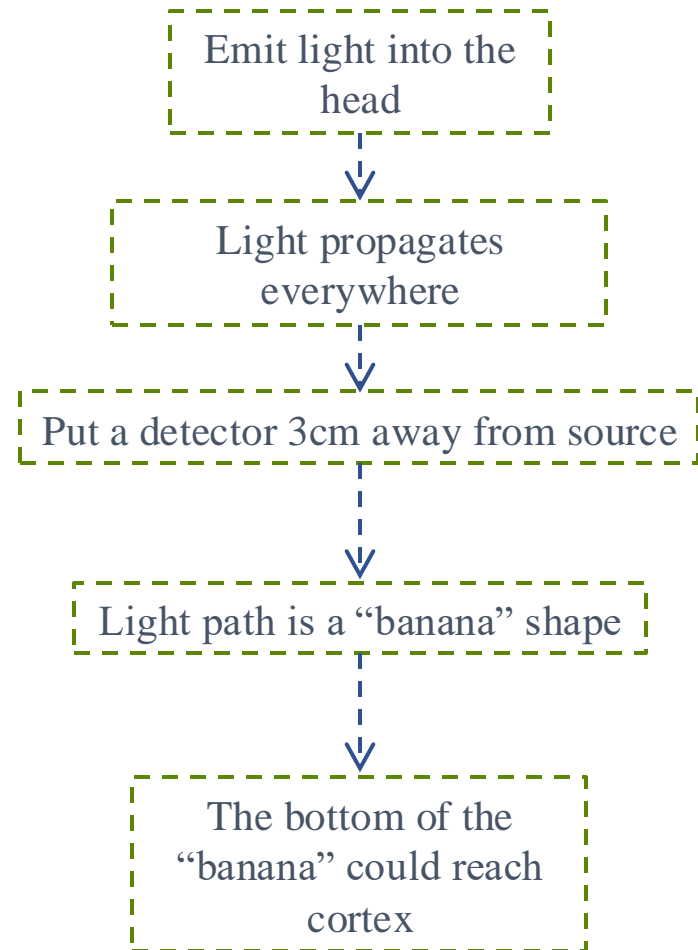 Emit light into the
head
Light propagates
everywhere
Put a detector 3cm away from source
Light path is a “banana” shape
The bottom of the
“banana” could reach
cortex